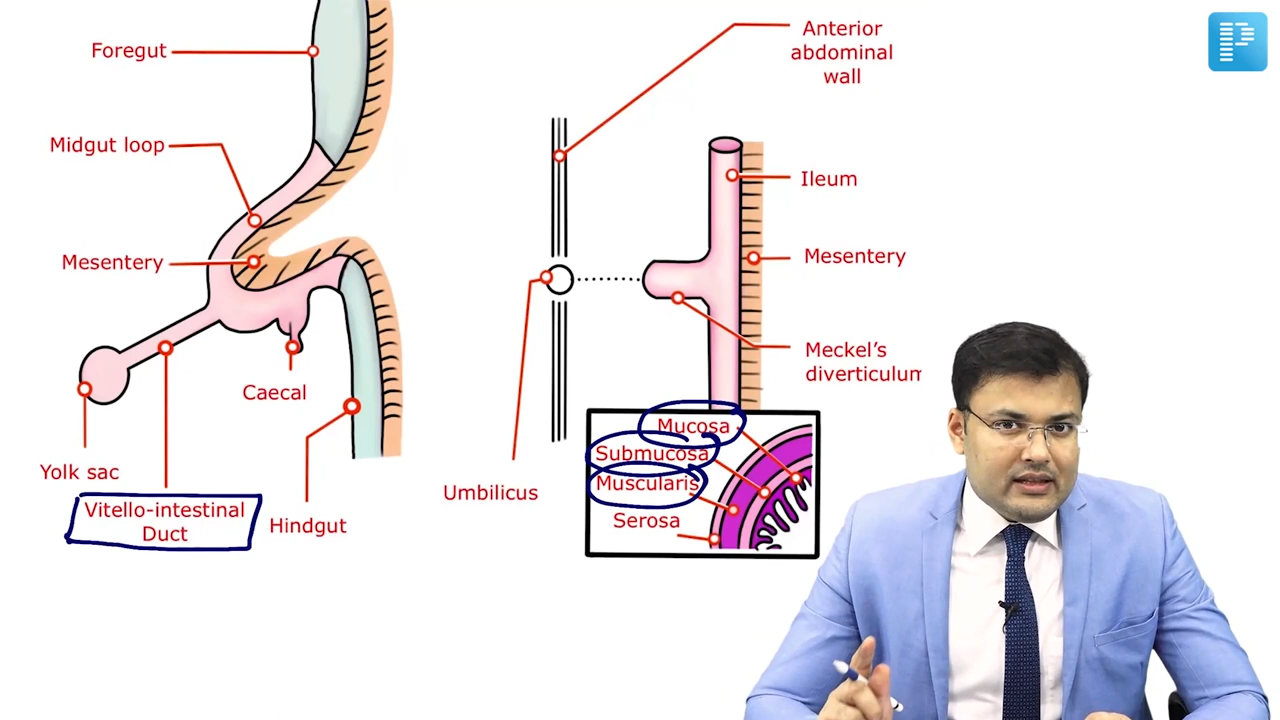 Foregut
Midgut loop
Mesentery
Caecal
Yolk sac
Vitello-intestinal
Duct
Hindgut
Anterior
abdominal
wall
Ileum
Mesentery
Meckel's
diverticulum
Umbilicus
Mucosa
Submucosa
Muscularis
Serosa